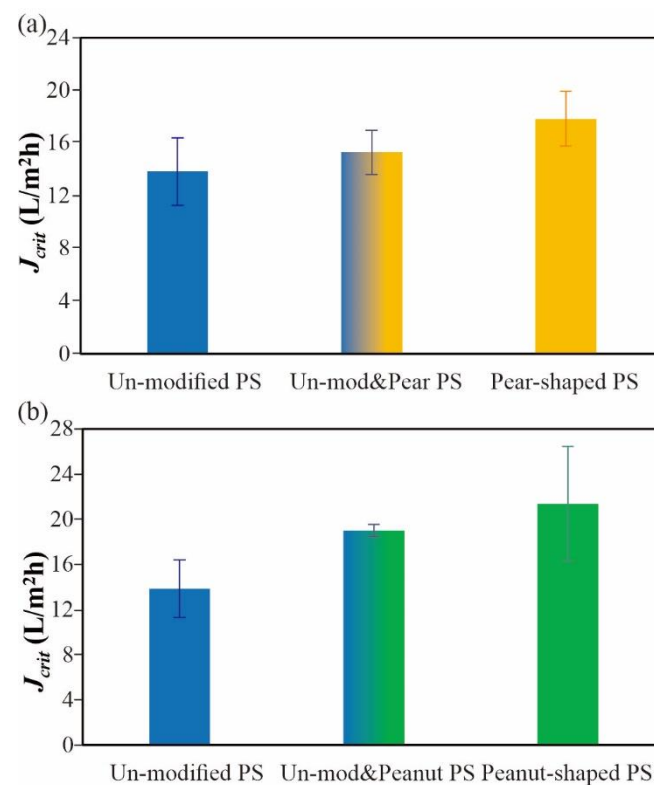 (a)
24
20
16
12
8
4
0
J_crit (L/m²h)
Un-modified PS Un-mod&Pear PS Pear-shaped PS
(b)
28
24
20
16
12
8
4
0
J_crit (L/m²h)
Un-modified PS Un-mod&Peanut PS Peanut-shaped PS